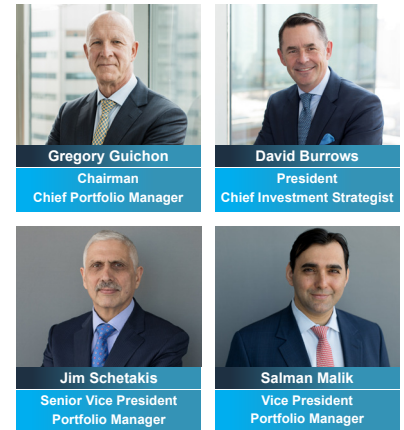 Gregory Guichon
Chairman
Chief Portfolio Manager
David Burrows
President
Chief Investment Strategist
Jim Schetakis
Senior Vice President
Portfolio Manager
Salman Malik
Vice President
Portfolio Manager